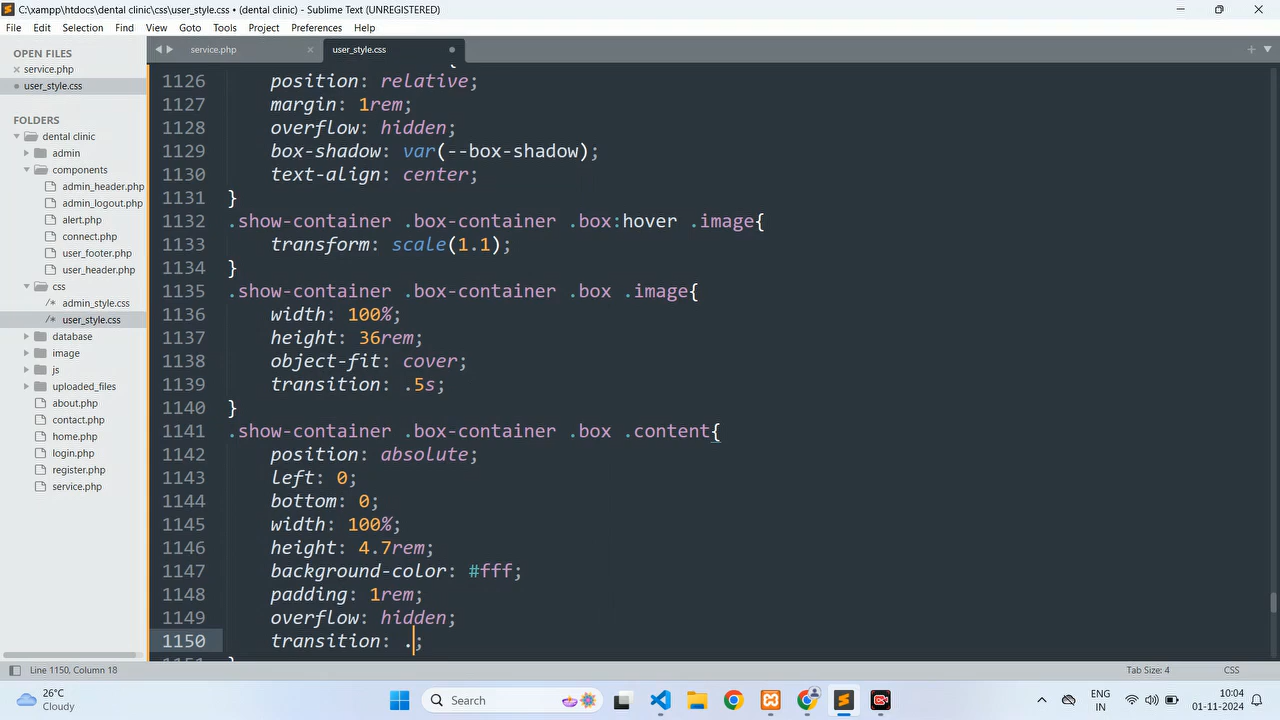 C:\xampp\htdocs\dental clinic\css\user_style.css • (dental clinic) - Sublime Text (UNREGISTERED)
File Edit Selection Find View Goto Tools Project Preferences Help
OPEN FILES
service.php
user_style.css
FOLDERS
dental clinic
admin
components
admin_header.php
admin_logout.php
alert.php
connect.php
user_footer.php
user_header.php
css
admin_style.css
user_style.css
database
image
js
uploaded_files
about.php
contact.php
home.php
login.php
register.php
service.php
service.php
user_style.css
{
1126 position: relative;
1127 margin: 1rem;
1128 overflow: hidden;
1129 box-shadow: var(--box-shadow);
1130 text-align: center;
1131 }
1132 .show-container .box-container .box:hover .image{
1133 transform: scale(1.1);
1134 }
1135 .show-container .box-container .box .image{
1136 width: 100%;
1137 height: 36rem;
1138 object-fit: cover;
1139 transition: .5s;
1140 }
1141 .show-container .box-container .box .content{
1142 position: absolute;
1143 left: 0;
1144 bottom: 0;
1145 width: 100%;
1146 height: 4.7rem;
1147 background-color: #fff;
1148 padding: 1rem;
1149 overflow: hidden;
1150 transition: .;
1151 }
Line 1150, Column 18
Tab Size: 4
CSS
26°C
Cloudy
Search
ENG
IN
10:04
01-11-2024